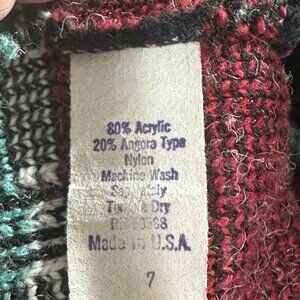 80% Acrylic
20% Angora Type
Nylon
Machine Wash
Dry
Made in U.S.A.
7